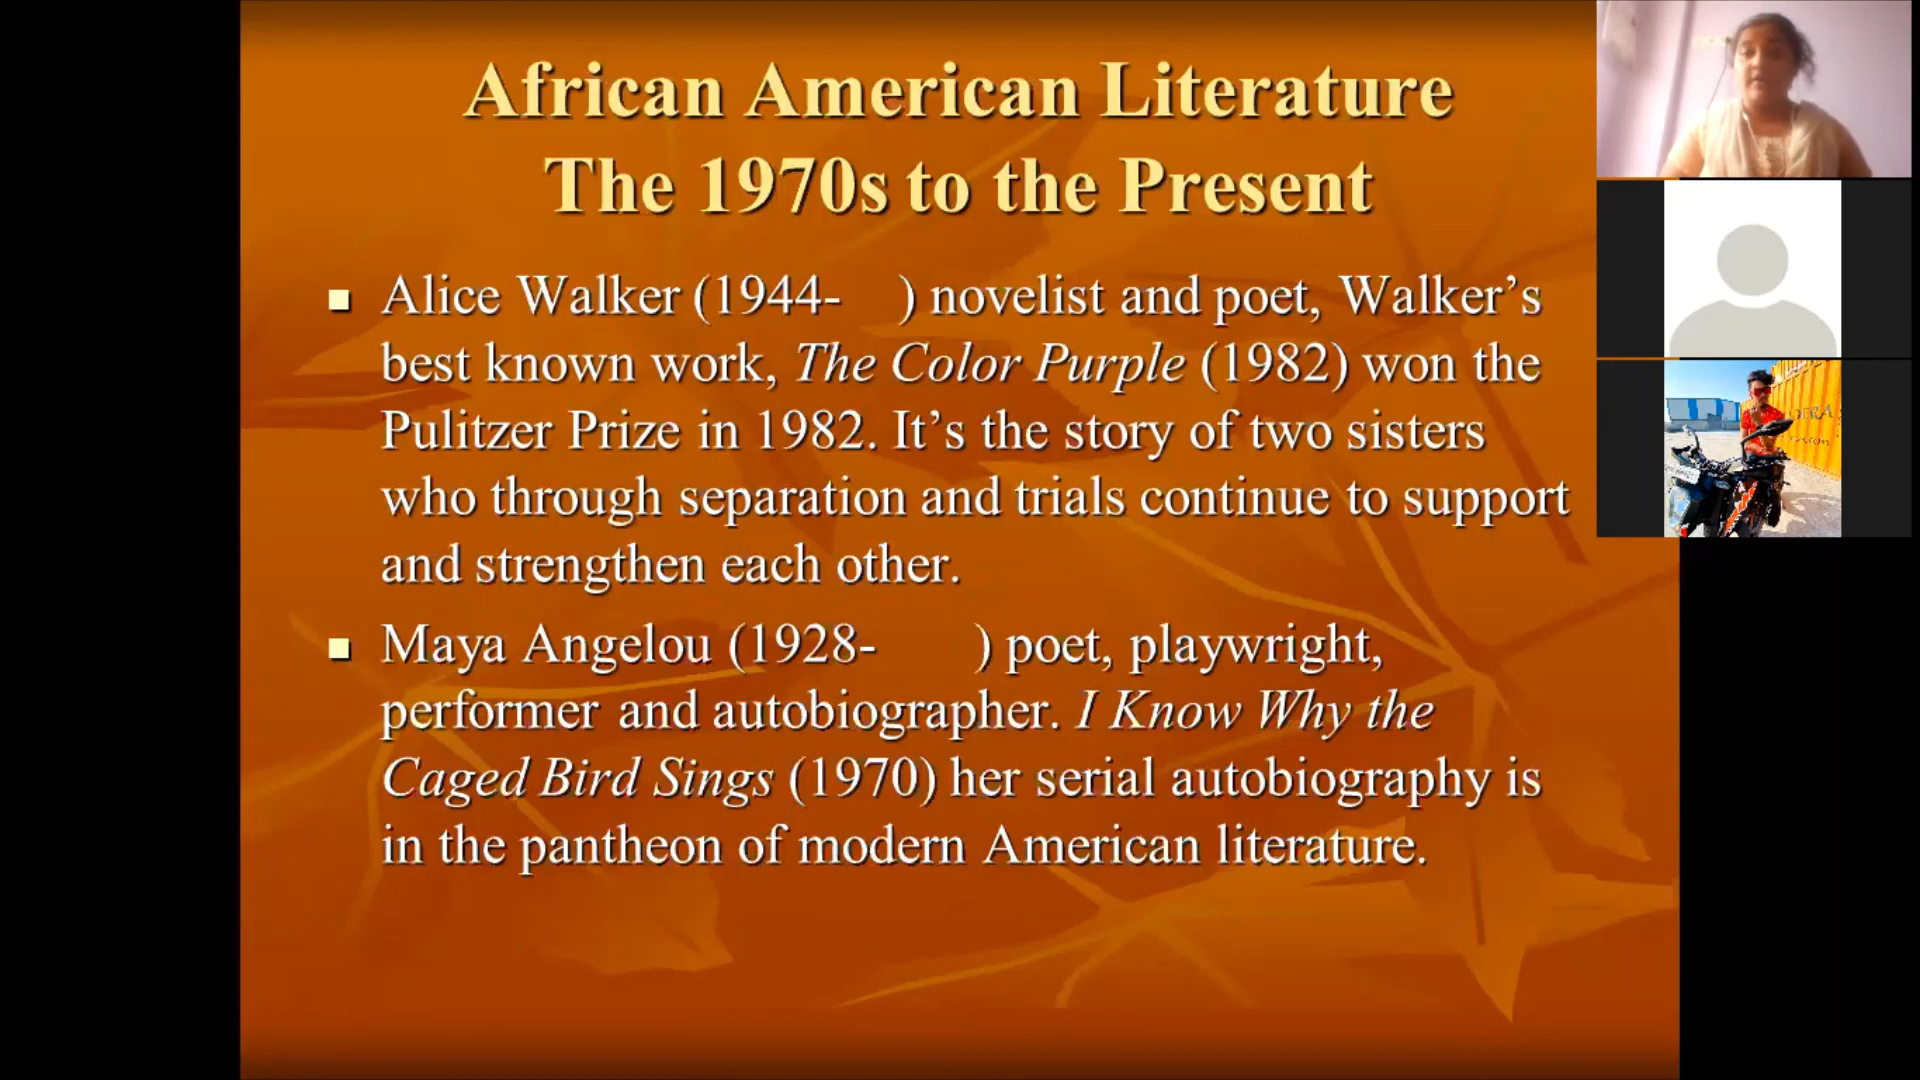 African American Literature
The 1970s to the Present
Alice Walker (1944- ) novelist and poet, Walker’s
best known work, The Color Purple (1982) won the
Pulitzer Prize in 1982. It’s the story of two sisters
who through separation and trials continue to support
and strengthen each other.
Maya Angelou (1928- ) poet, playwright,
performer and autobiographer. I Know Why the
Caged Bird Sings (1970) her serial autobiography is
in the pantheon of modern American literature.